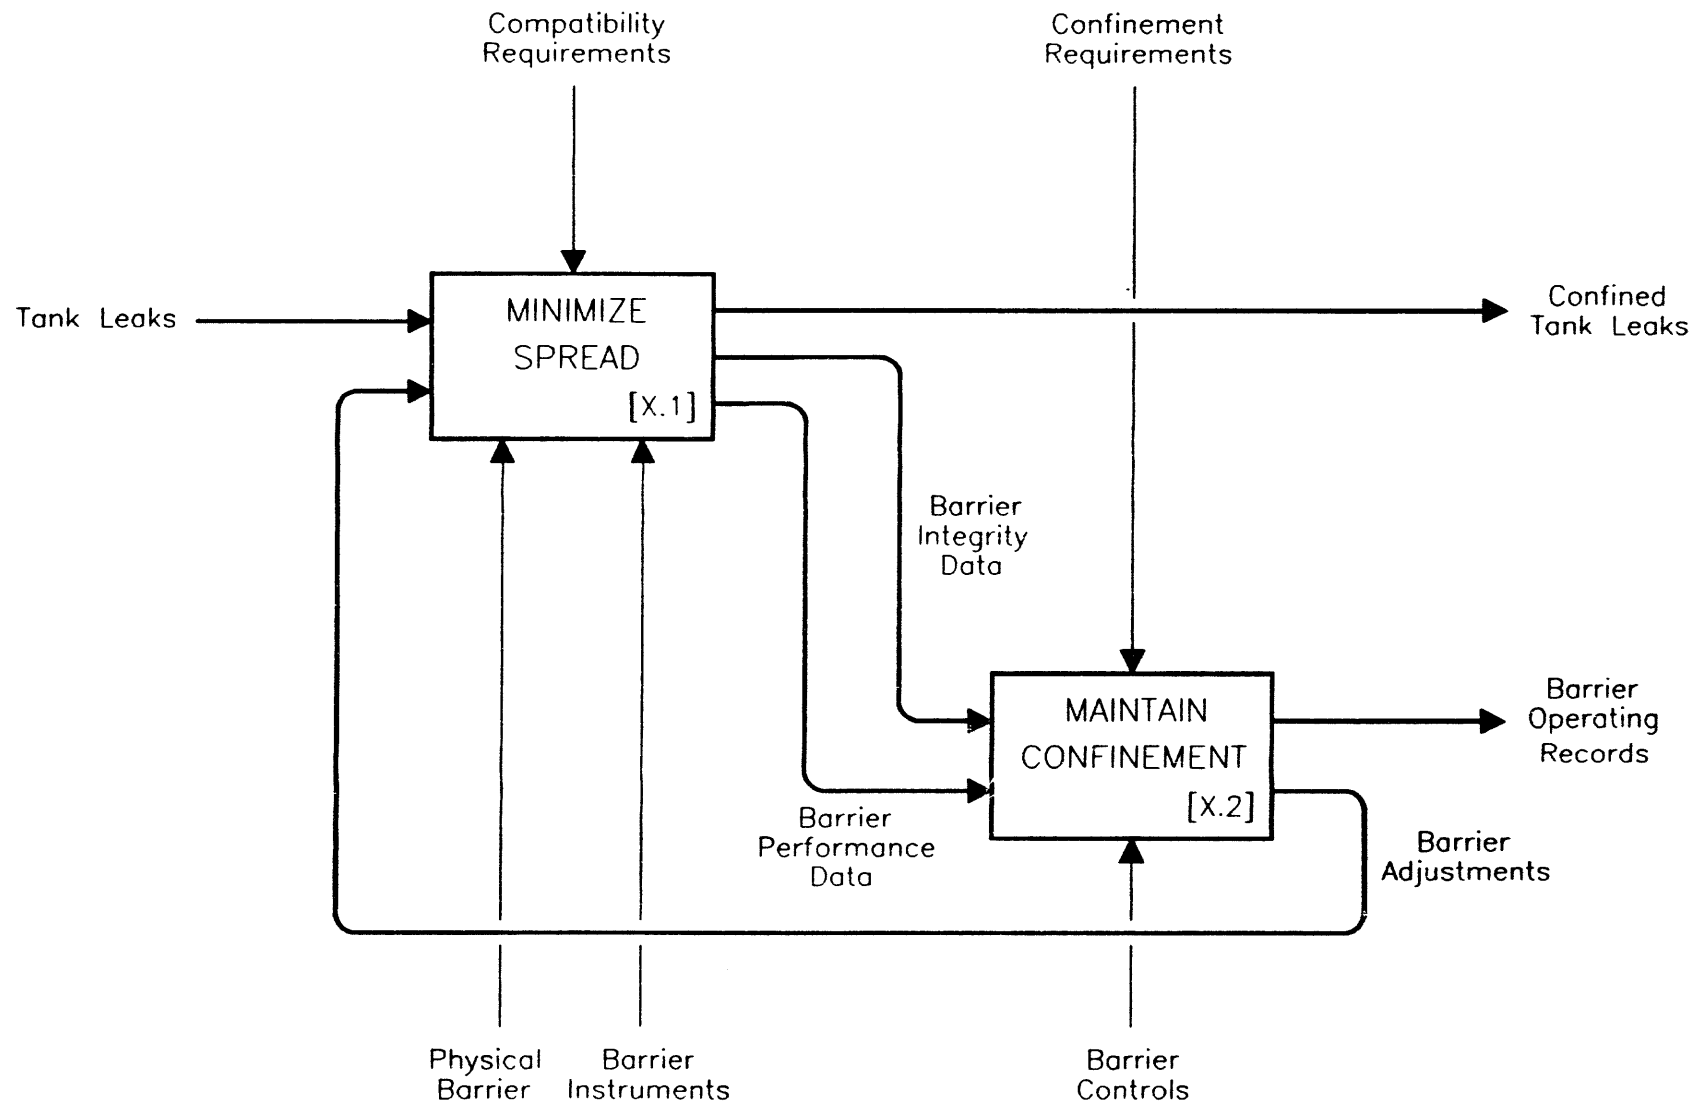 Compatibility
Requirements
Confinement
Requirements
Tank Leaks
MINIMIZE
SPREAD
[X.1]
Confined
Tank Leaks
Barrier
Integrity
Data
MAINTAIN
CONFINEMENT
[X.2]
Barrier
Operating
Records
Barrier
Performance
Data
Barrier
Adjustments
Physical
Barrier
Barrier
Instruments
Barrier
Controls